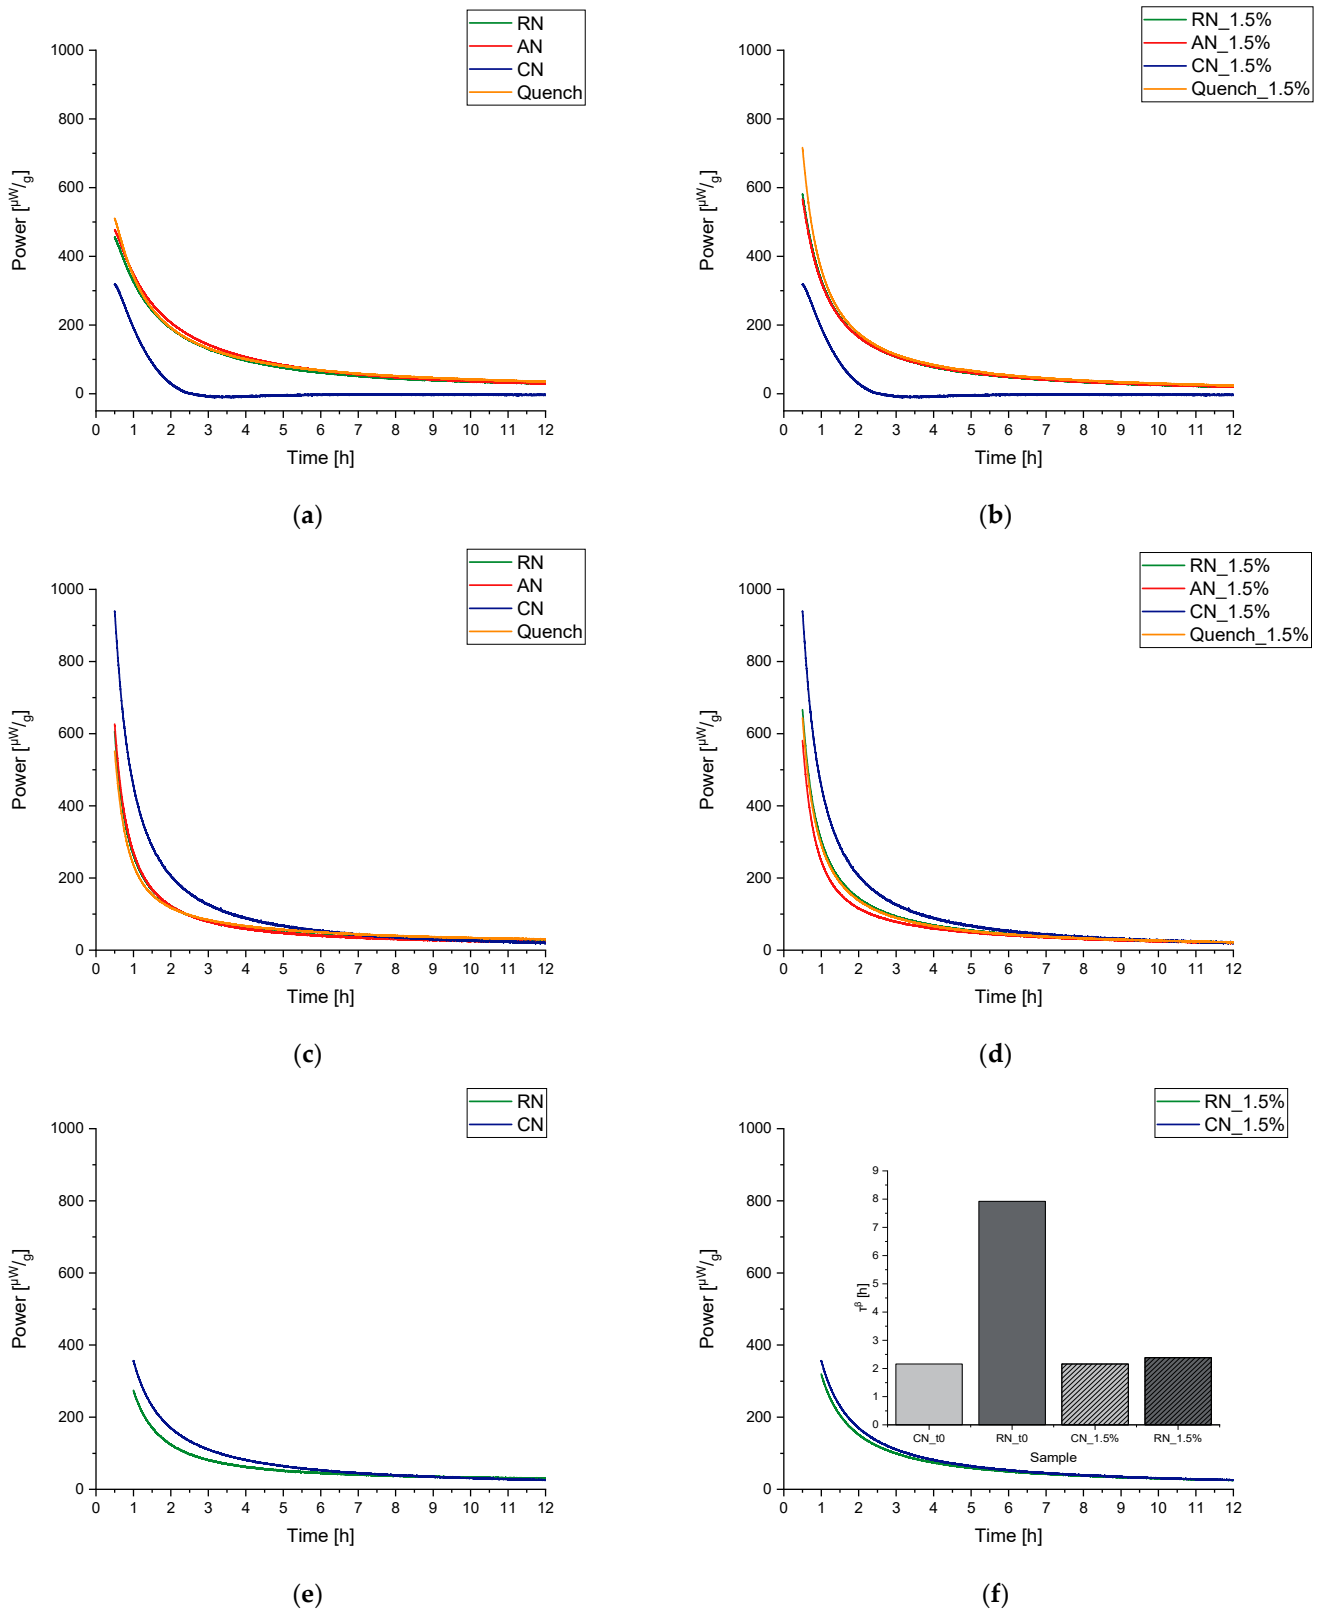 RN
AN
CN
Quench
1000
800
600
400
200
0
Power [µW/g]
0 1 2 3 4 5 6 7 8 9 10 11 12
Time [h]
(a)
RN_1.5%
AN_1.5%
CN_1.5%
Quench_1.5%
1000
800
600
400
200
0
Power [µW/g]
0 1 2 3 4 5 6 7 8 9 10 11 12
Time [h]
(b)
RN
AN
CN
Quench
1000
800
600
400
200
0
Power [µW/g]
0 1 2 3 4 5 6 7 8 9 10 11 12
Time [h]
(c)
RN_1.5%
AN_1.5%
CN_1.5%
Quench_1.5%
1000
800
600
400
200
0
Power [µW/g]
0 1 2 3 4 5 6 7 8 9 10 11 12
Time [h]
(d)
RN
CN
1000
800
600
400
200
0
Power [µW/g]
0 1 2 3 4 5 6 7 8 9 10 11 12
Time [h]
(e)
RN_1.5%
CN_1.5%
1000
800
600
400
200
0
Power [µW/g]
9
8
7
6
5
4
3
2
1
0
τᵝ [h]
CN_t0 RN_t0 CN_1.5% RN_1.5%
Sample
0 1 2 3 4 5 6 7 8 9 10 11 12
Time [h]
(f)